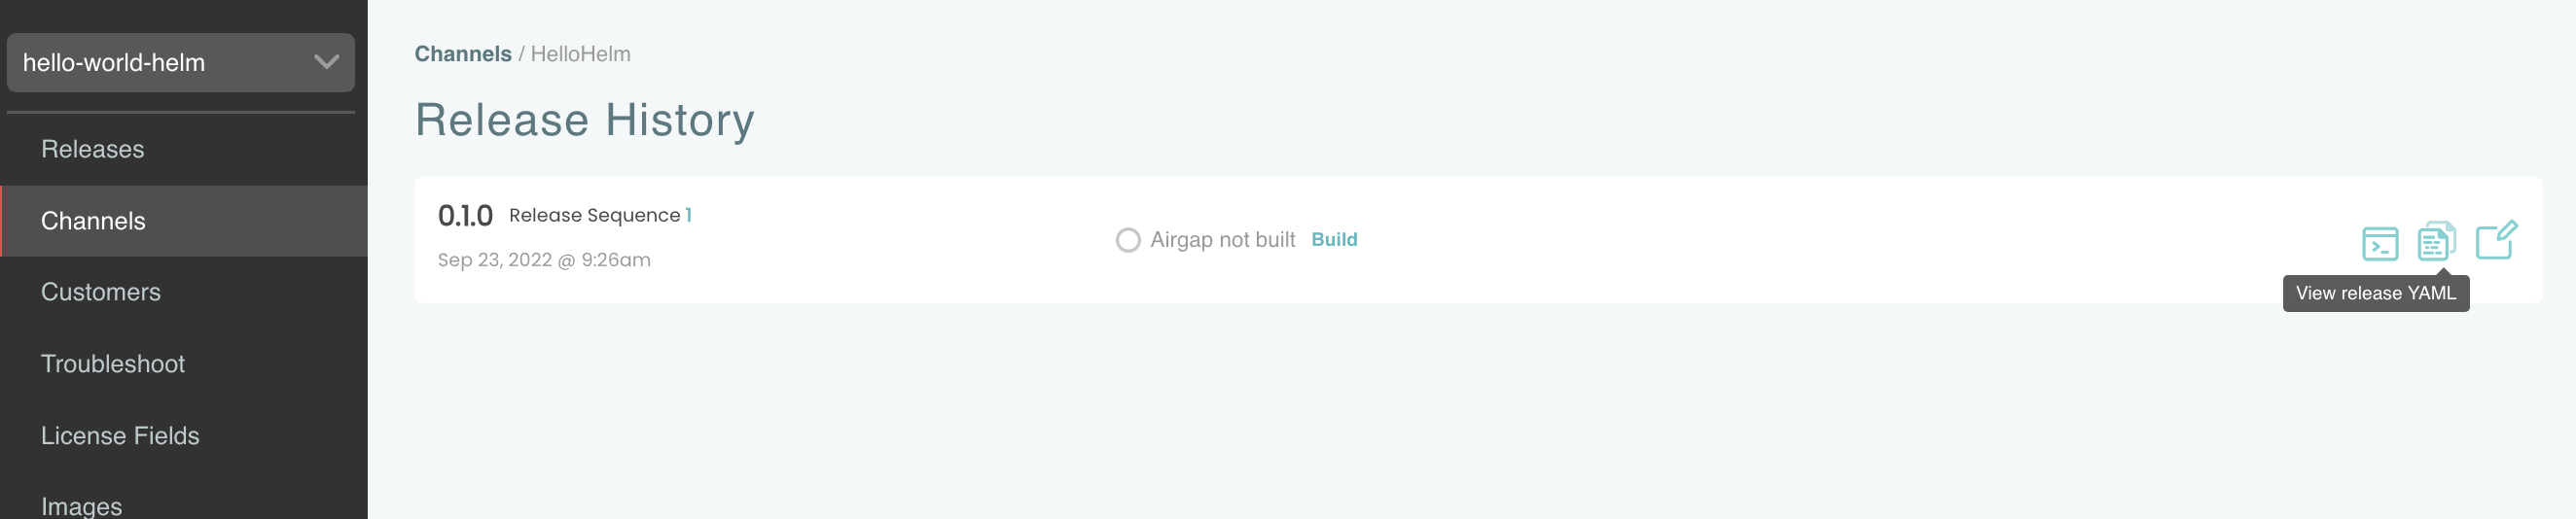 hello-world-helm
Releases
Channels
Customers
Troubleshoot
License Fields
Images
Channels / HelloHelm
Release History
0.1.0 Release Sequence 1
Sep 23, 2022 @ 9:26am
Airgap not built Build
View release YAML